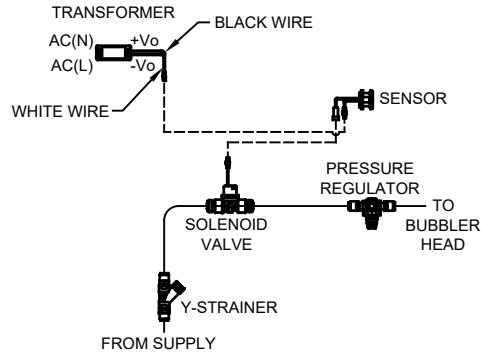 TRANSFORMER
BLACK WIRE
AC(N) +Vo
AC(L) -Vo
WHITE WIRE
SENSOR
PRESSURE
REGULATOR
TO
BUBBLER
HEAD
SOLENOID
VALVE
Y-STRAINER
FROM SUPPLY